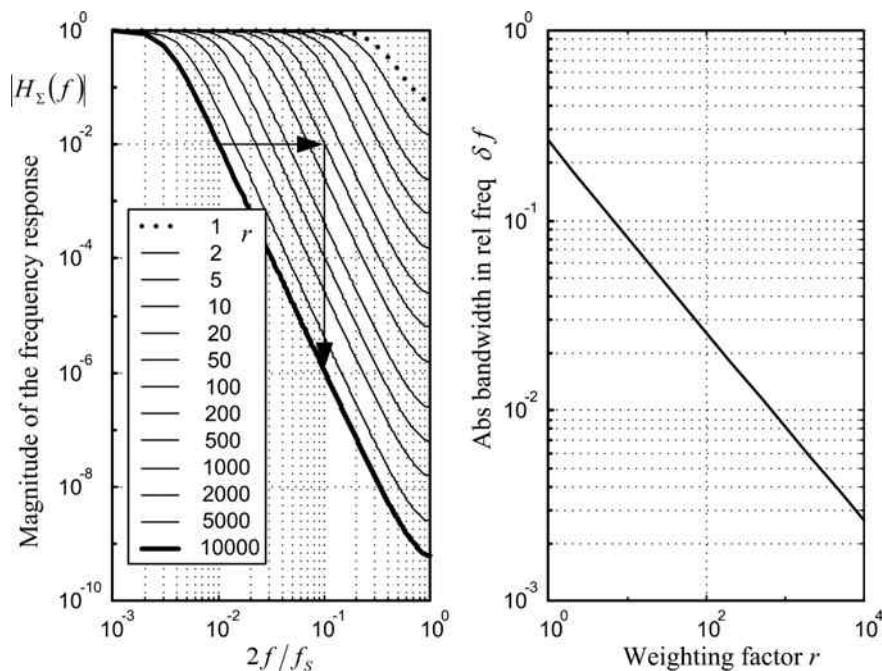 10^0
|H_Σ(f)|
10^-2
10^-4
10^-6
10^-8
10^-10
Magnitude of the frequency response
1 r
2
5
10
20
50
100
200
500
1000
2000
5000
10000
10^-3 10^-2 10^-1 10^0
2f/f_S
10^0
10^-1
10^-2
10^-3
Abs bandwidth in rel freq δf
10^0 10^2 10^4
Weighting factor r